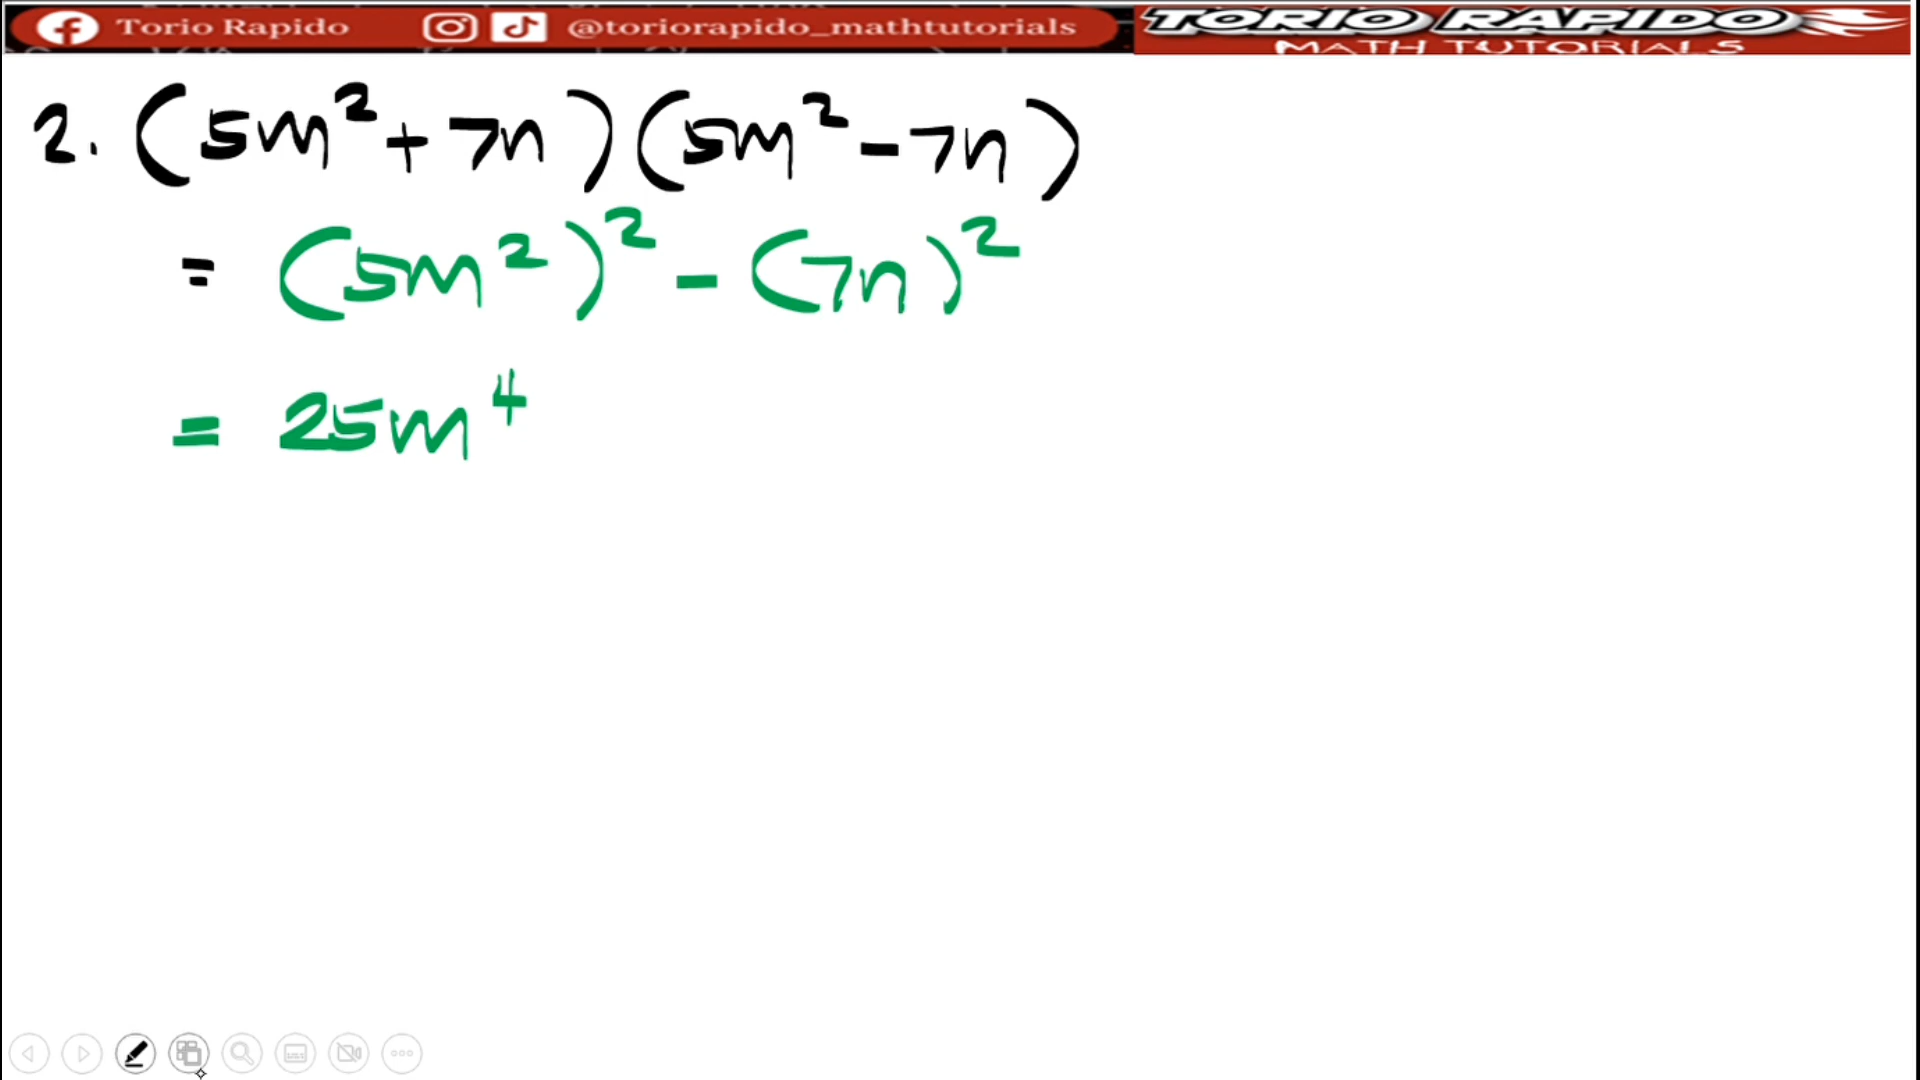 Torio Rapido @toriorapido_mathtutorials TORIO RAPIDO
MATH TUTORIALS
2. (5m²+7n)(5m²-7n)
= (5m²)² - (7n)²
= 25m⁴